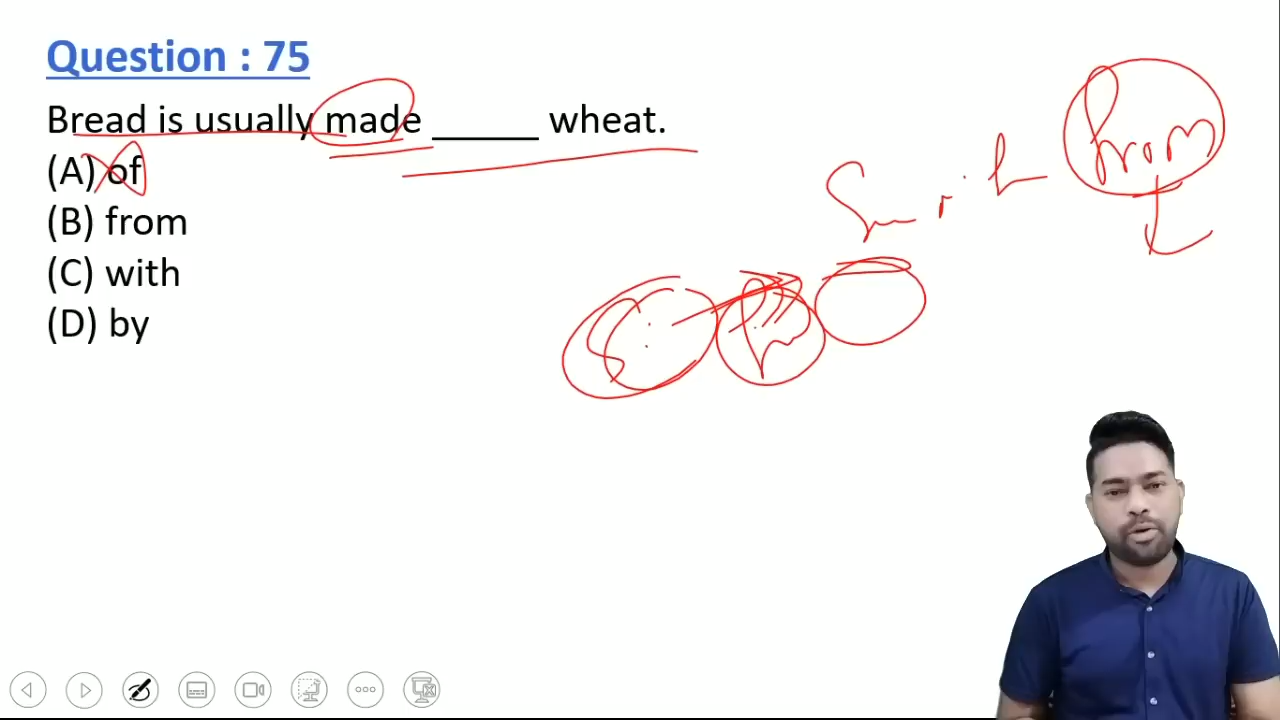 Question : 75
Bread is usually made ______ wheat.
(A) of
(B) from
(C) with
(D) by
from